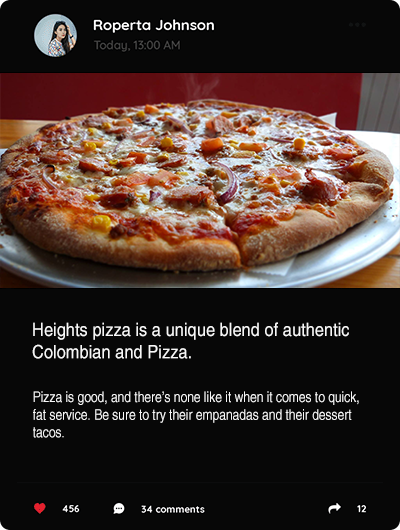 Roperta Johnson
Today, 13:00 AM
Heights pizza is a unique blend of authentic
Colombian and Pizza.
Pizza is good, and there’s none like it when it comes to quick,
fat service. Be sure to try their empanadas and their dessert
tacos.
456
34 comments
12